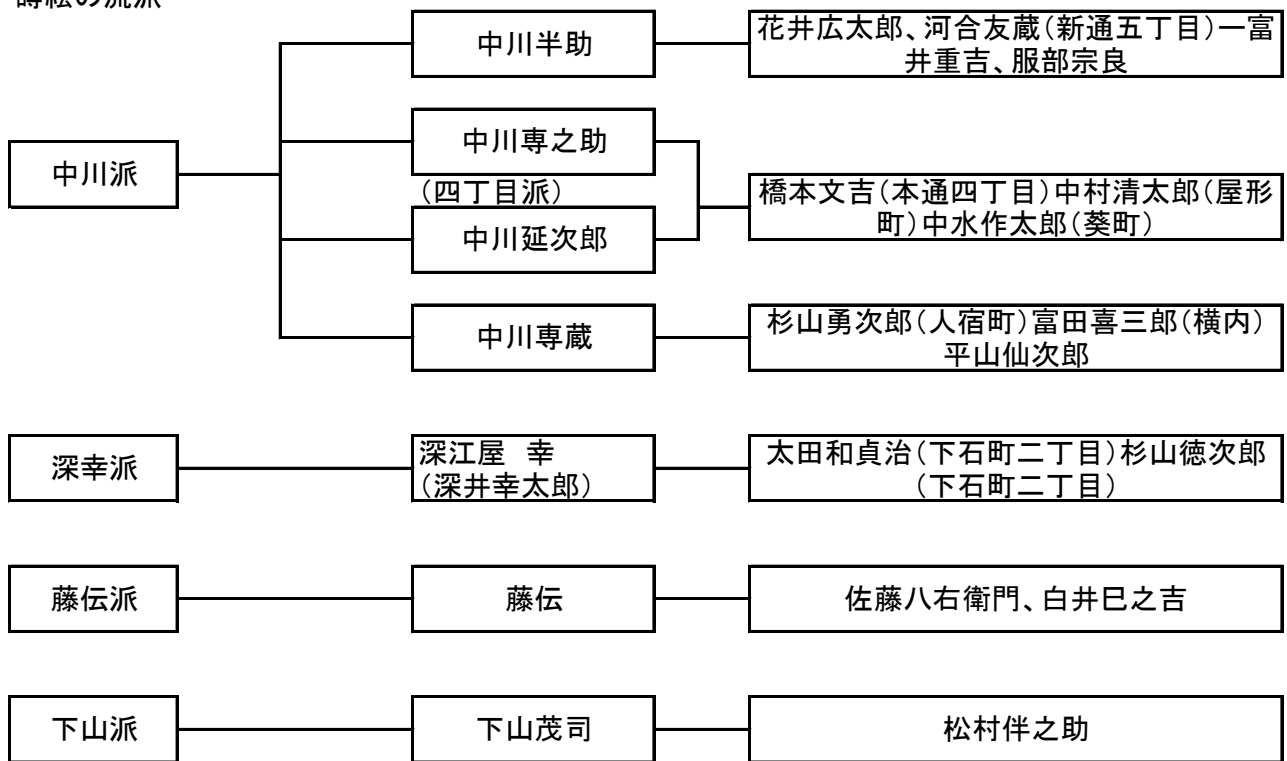 蒔絵の流派
中川派
中川半助
花井広太郎、河合友蔵(新通五丁目)ー富
井重吉、服部宗良
中川専之助
(四丁目派)
中川延次郎
橋本文吉(本通四丁目)中村清太郎(屋形
町)中水作太郎(葵町)
中川専蔵
杉山勇次郎(人宿町)富田喜三郎(横内)
平山仙次郎
深幸派
深江屋 幸
(深井幸太郎)
太田和貞治(下石町二丁目)杉山徳次郎
(下石町二丁目)
藤伝派
藤伝
佐藤八右衛門、白井巳之吉
下山派
下山茂司
松村伴之助